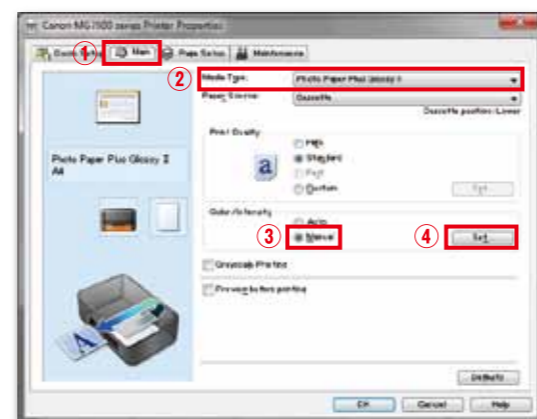 Canon MG7500 series Printer Properties
Quick Setup Main Page Setup Maintenance
①
②
Media Type: Photo Paper Plus Glossy II
Paper Source: Cassette
Cassette position: Lower
Print Quality
High
Standard
Fast
Custom
Set...
Photo Paper Plus Glossy II
A4
Color/Intensity
Auto
③ Manual
④ Set...
Grayscale Printing
Preview before printing
Defaults
OK Cancel Help